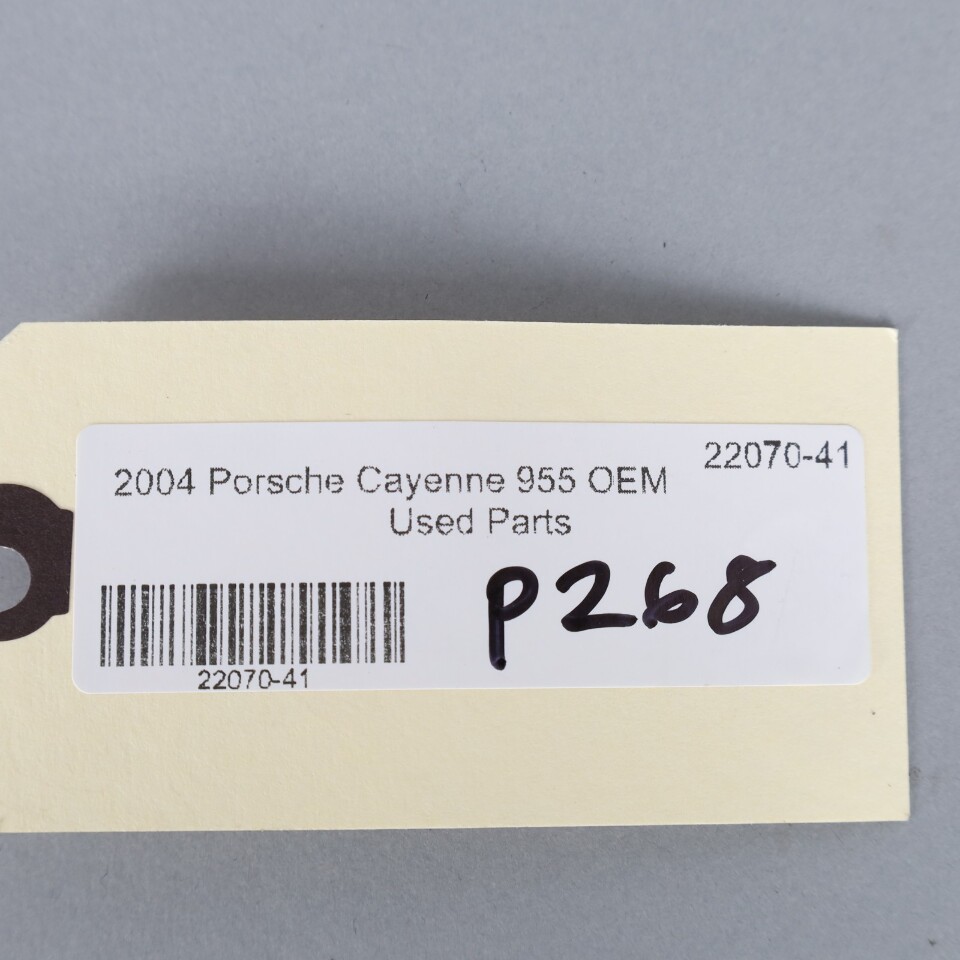 22070-41
2004 Porsche Cayenne 955 OEM
Used Parts
P268
22070-41